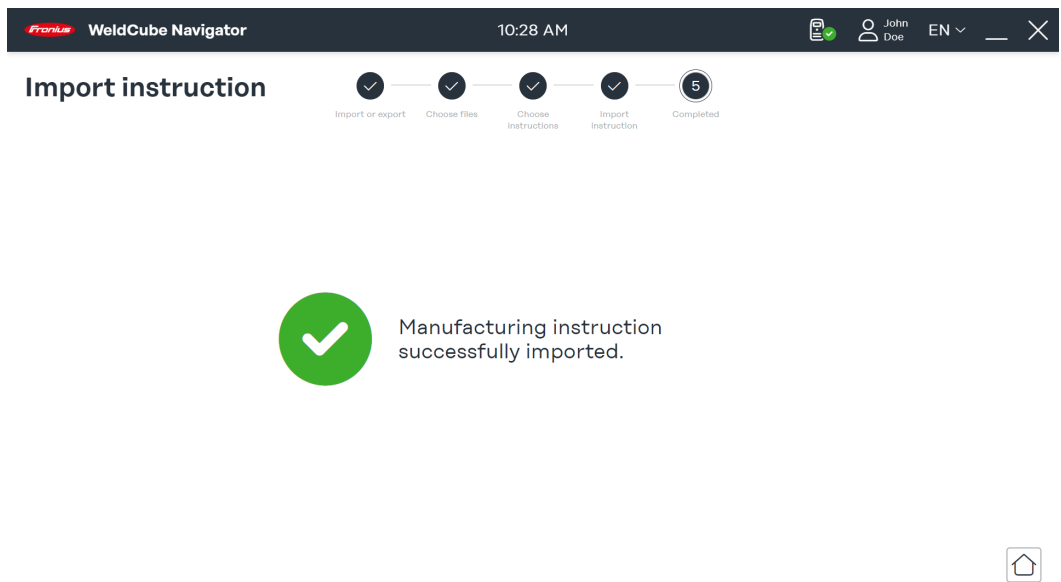 Fronius WeldCube Navigator 10:28 AM John Doe EN
Import instruction
5
Import or export
Choose files
Choose instructions
Import instruction
Completed
Manufacturing instruction
successfully imported.